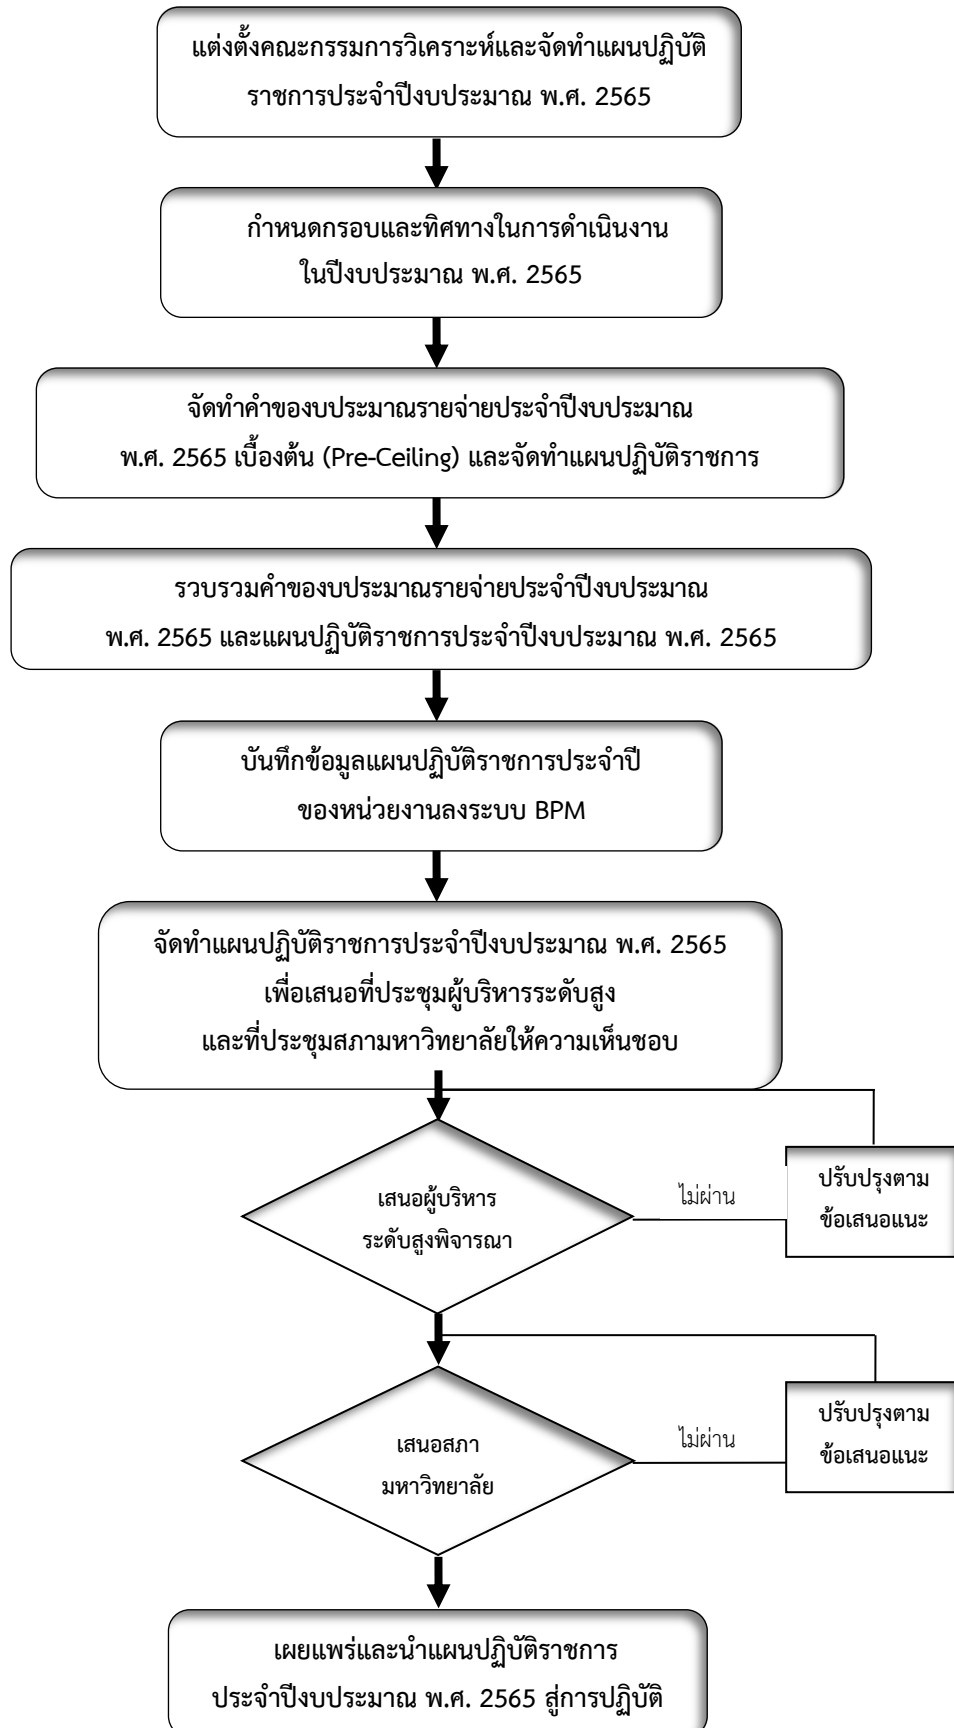 แต่งตั้งคณะกรรมการวิเคราะห์และจัดทำแผนปฏิบัติ
ราชการประจำปีงบประมาณ พ.ศ. 2565
กำหนดกรอบและทิศทางในการดำเนินงาน
ในปีงบประมาณ พ.ศ. 2565
จัดทำคำของบประมาณรายจ่ายประจำปีงบประมาณ
พ.ศ. 2565 เบื้องต้น (Pre-Ceiling) และจัดทำแผนปฏิบัติราชการ
รวบรวมคำของบประมาณรายจ่ายประจำปีงบประมาณ
พ.ศ. 2565 และแผนปฏิบัติราชการประจำปีงบประมาณ พ.ศ. 2565
บันทึกข้อมูลแผนปฏิบัติราชการประจำปี
ของหน่วยงานลงระบบ BPM
จัดทำแผนปฏิบัติราชการประจำปีงบประมาณ พ.ศ. 2565
เพื่อเสนอที่ประชุมผู้บริหารระดับสูง
และที่ประชุมสภามหาวิทยาลัยให้ความเห็นชอบ
เสนอผู้บริหาร
ระดับสูงพิจารณา
ไม่ผ่าน
ปรับปรุงตาม
ข้อเสนอแนะ
เสนอสภา
มหาวิทยาลัย
ไม่ผ่าน
ปรับปรุงตาม
ข้อเสนอแนะ
เผยแพร่และนำแผนปฏิบัติราชการ
ประจำปีงบประมาณ พ.ศ. 2565 สู่การปฏิบัติ